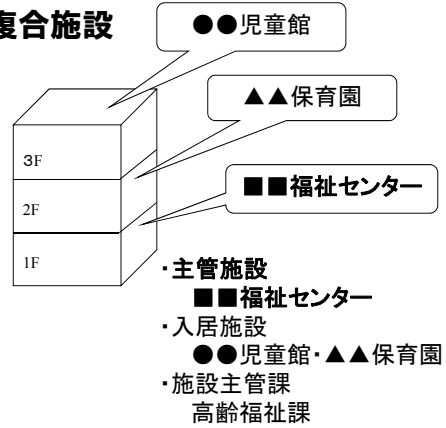 複合施設
●●児童館
▲▲保育園
3F
■■福祉センター
2F
1F
・主管施設
■■福祉センター
・入居施設
●●児童館・▲▲保育園
・施設主管課
高齢福祉課